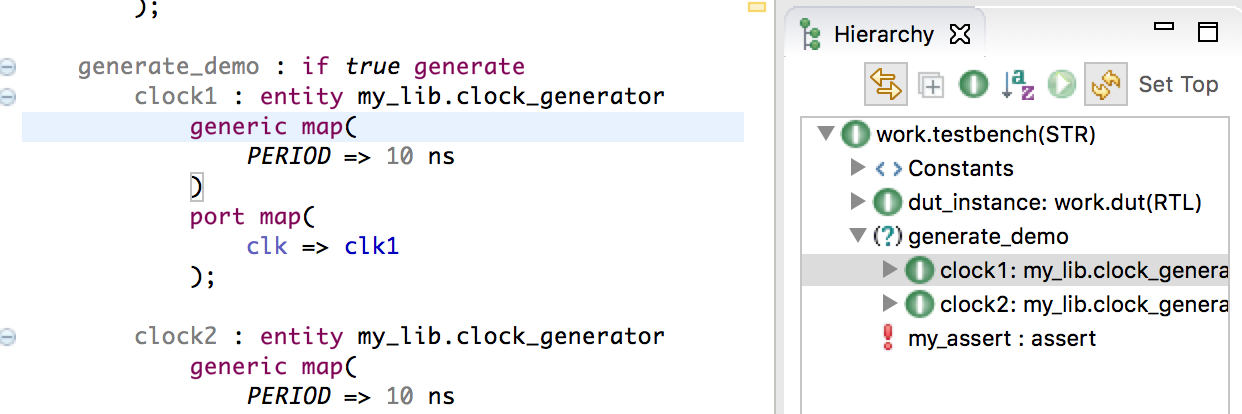 );
generate_demo : if true generate
clock1 : entity my_lib.clock_generator
generic map(
PERIOD => 10 ns
)
port map(
clk => clk1
);
clock2 : entity my_lib.clock_generator
generic map(
PERIOD => 10 ns
Hierarchy
Set Top
work.testbench(STR)
Constants
dut_instance: work.dut(RTL)
generate_demo
clock1: my_lib.clock_genera
clock2: my_lib.clock_genera
my_assert : assert